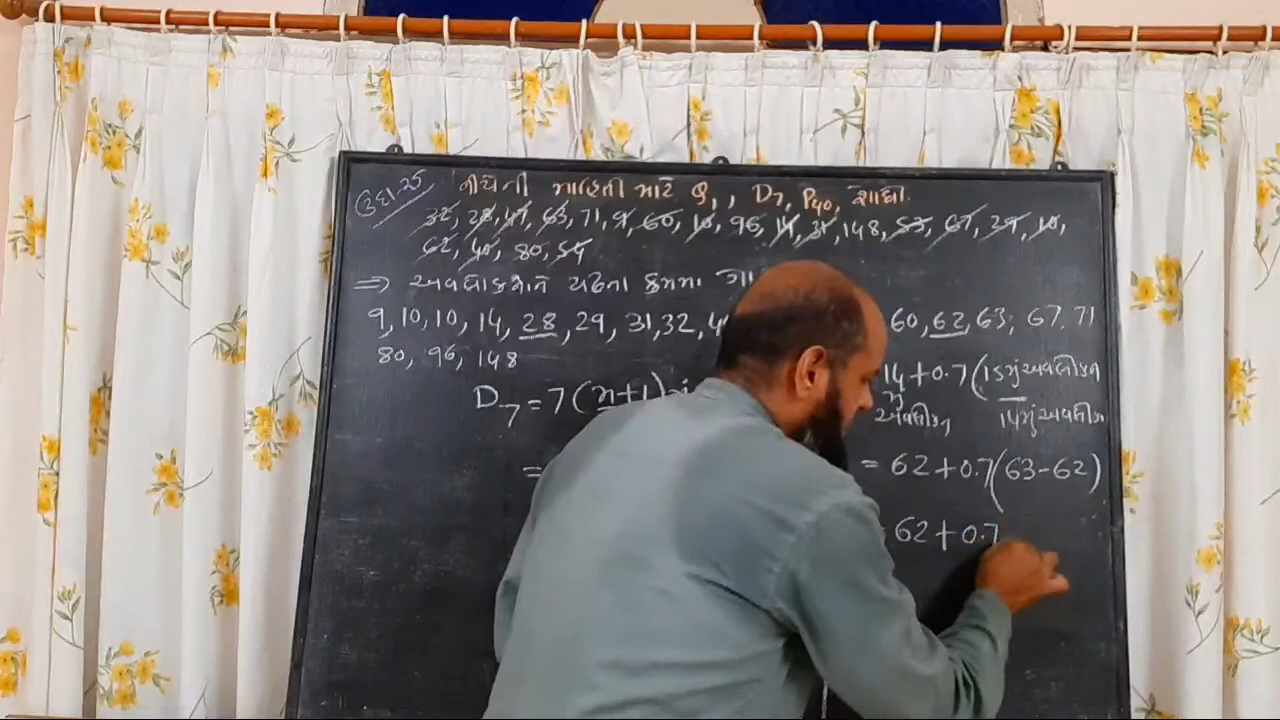 ઉદા.25 નીચેની માહિતી માટે Q₁, D₇, P₄₀ શોધો.
32, 28, 47, 63, 71, 9, 60, 10, 96, 14, 31, 148, 53, 67, 29, 10,
62, 40, 80, 54
⇒ અવલોકનોને ચઢતા ક્રમમાં
9, 10, 10, 14, 28, 29, 31, 32, 4 60, 62, 63, 67, 71
80, 96, 148
14 + 0.7 (15મું અવલોકન
મું
D₇ = 7 (n+1)
અવલોકન 14મું અવલોકન
= = 62 + 0.7 (63 - 62)
62 + 0.7